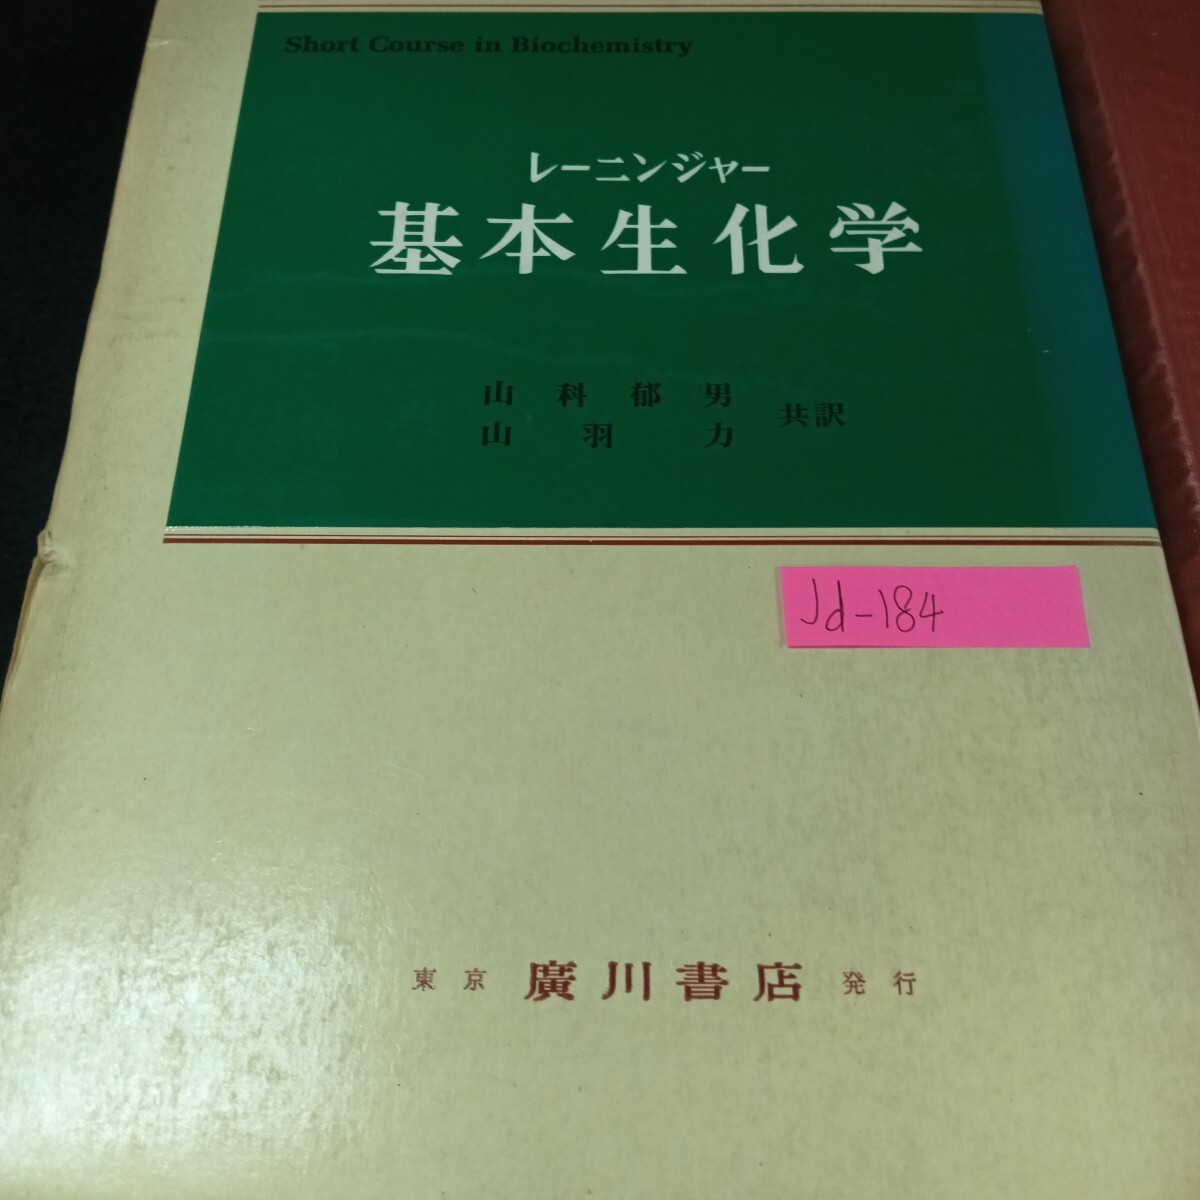 Short Course in Biochemistry
レーニンジャー
基本生化学
山科郁男
山羽力
共訳
Jd-184
東京 廣川書店 発行